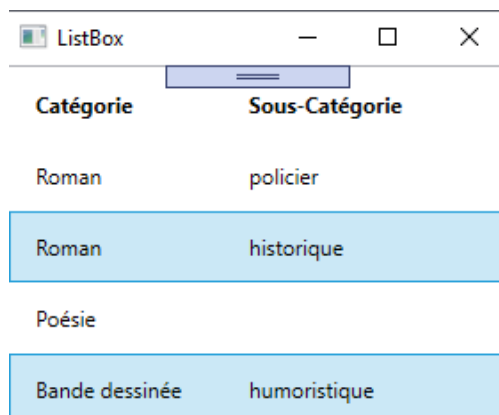 ListBox
Catégorie Sous-Catégorie
Roman policier
Roman historique
Poésie
Bande dessinée humoristique